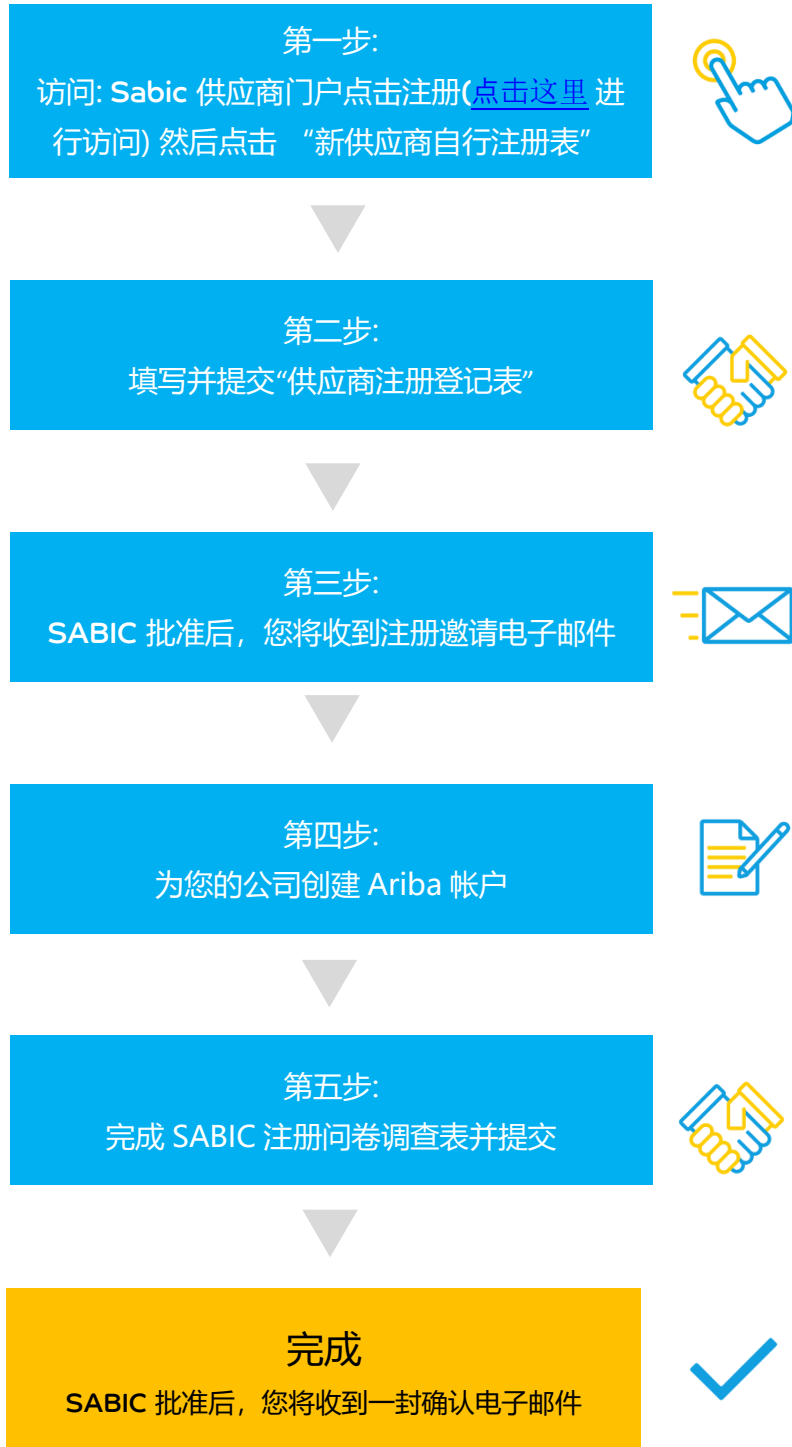 第一步:
访问: Sabic 供应商门户点击注册(点击这里 进
行访问) 然后点击 “新供应商自行注册表”
第二步:
填写并提交“供应商注册登记表”
第三步:
SABIC 批准后，您将收到注册邀请电子邮件
第四步:
为您的公司创建 Ariba 帐户
第五步:
完成 SABIC 注册问卷调查表并提交
完成
SABIC 批准后，您将收到一封确认电子邮件